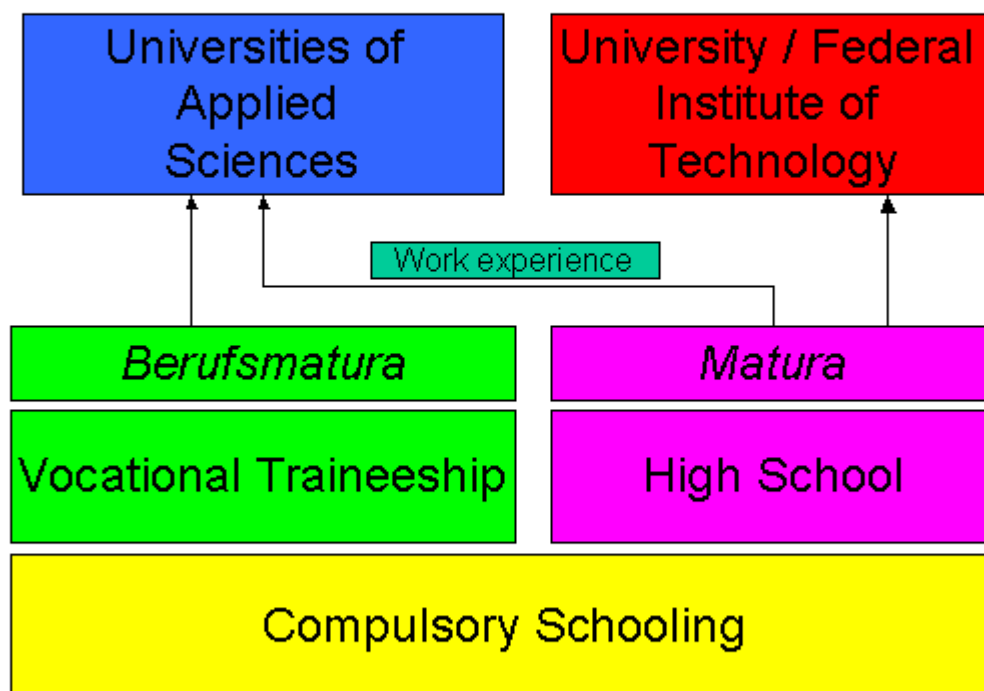 Universities of
Applied
Sciences
University / Federal
Institute of
Technology
Work experience
Berufsmatura
Matura
Vocational Traineeship
High School
Compulsory Schooling